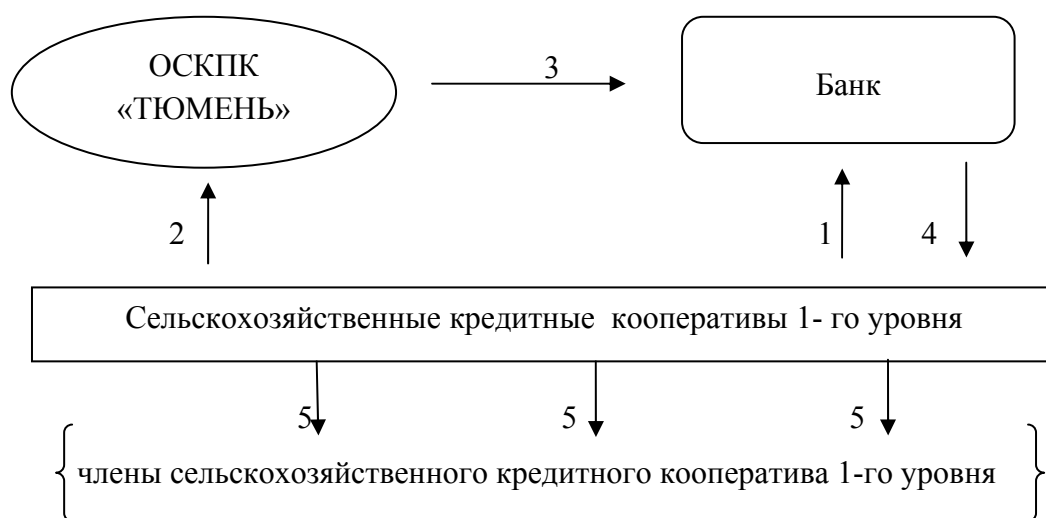 ОСКПК
«ТЮМЕНЬ»
3
Банк
2
1
4
Сельскохозяйственные кредитные кооперативы 1- го уровня
5
5
5
члены сельскохозяйственного кредитного кооператива 1-го уровня